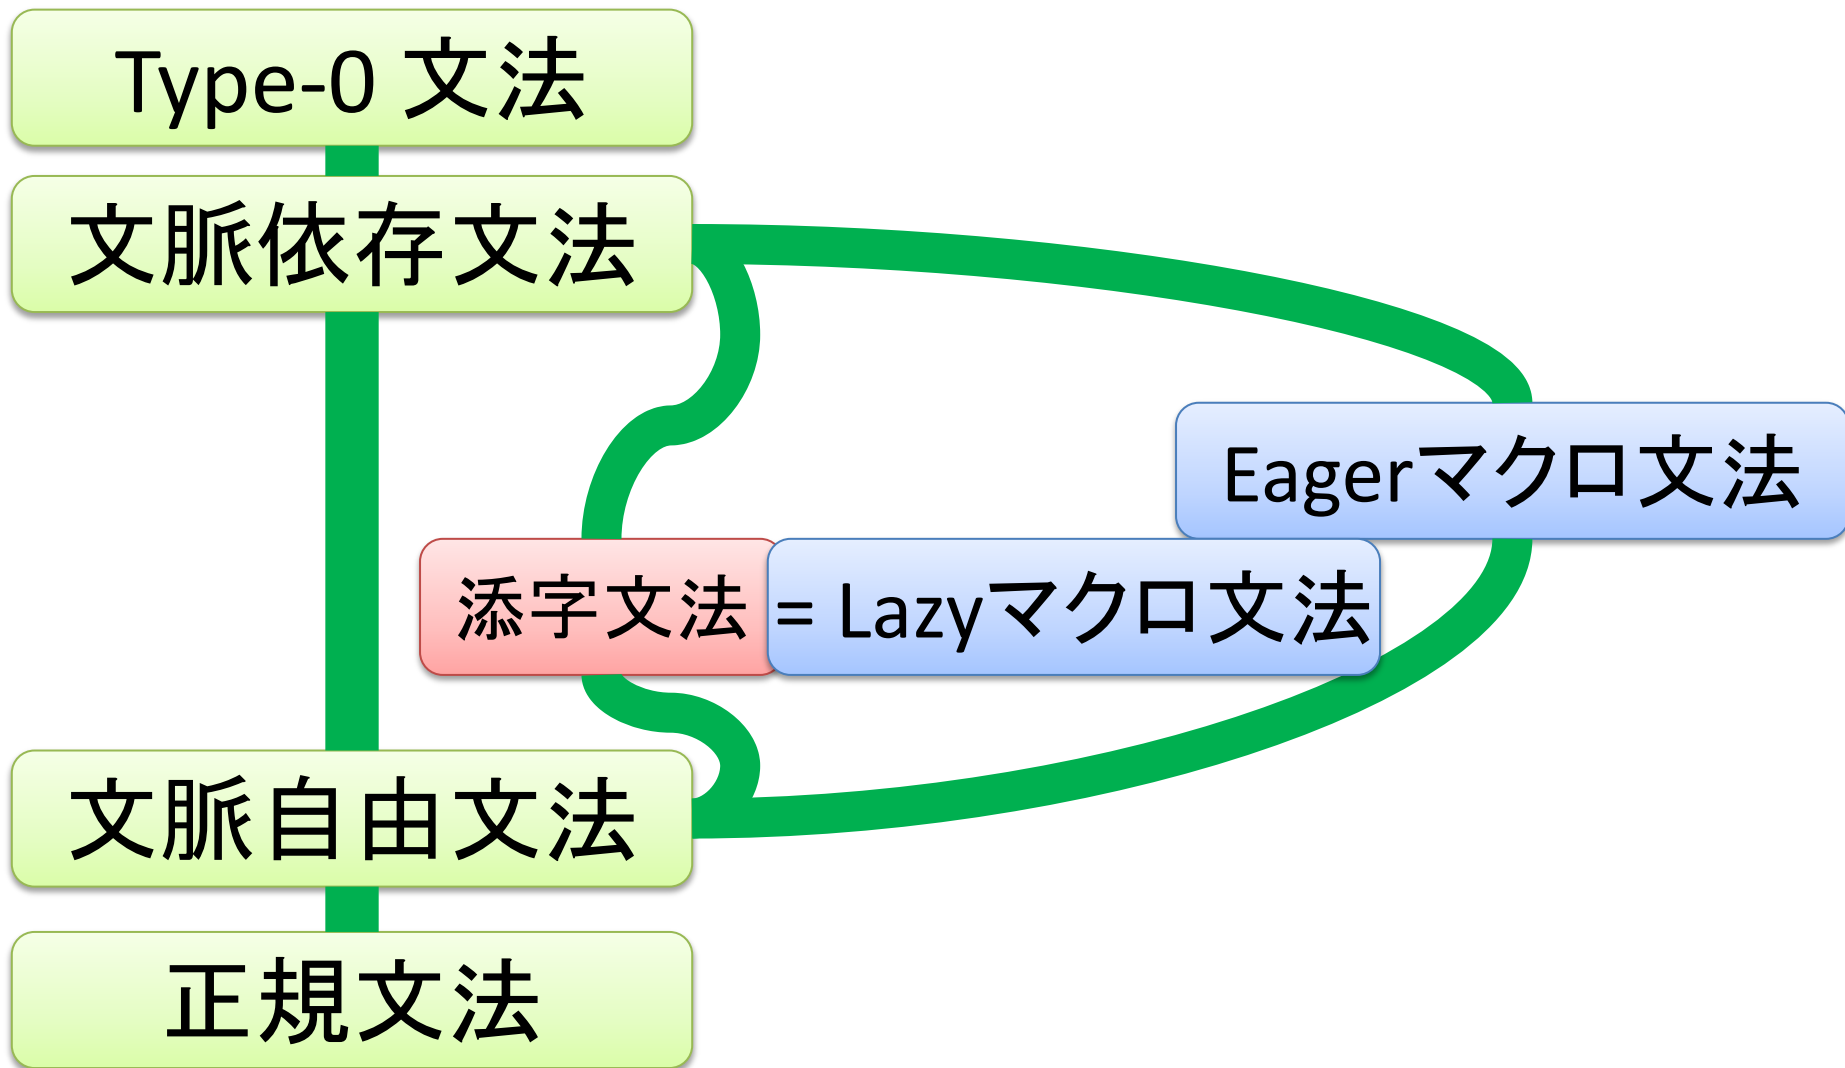 Type-0 文法
文脈依存文法
Eagerマクロ文法
添字文法 = Lazyマクロ文法
文脈自由文法
正規文法